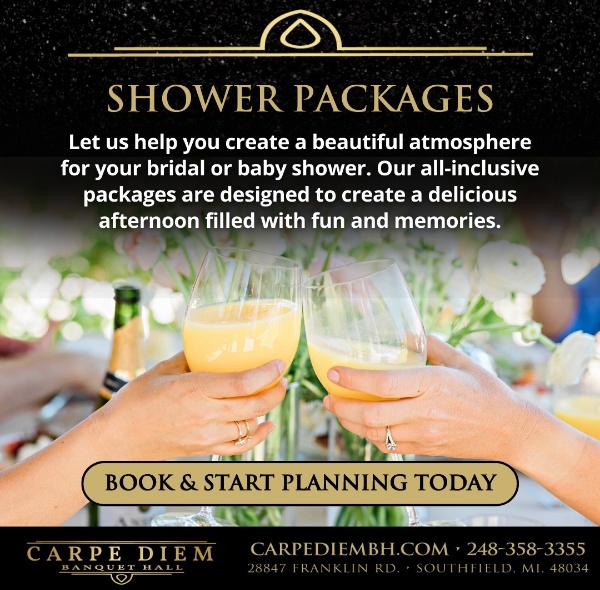 SHOWER PACKAGES
Let us help you create a beautiful atmosphere
for your bridal or baby shower. Our all-inclusive
packages are designed to create a delicious
afternoon filled with fun and memories.
BOOK & START PLANNING TODAY
CARPE DIEM
BANQUET HALL
CARPEDIEMBH.COM • 248-358-3355
28847 FRANKLIN RD. • SOUTHFIELD, MI. 48034